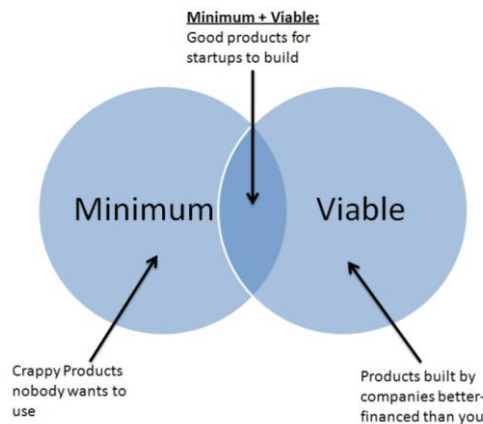 Minimum + Viable:
Good products for
startups to build
Minimum
Viable
Crappy Products
nobody wants to
use
Products built by
companies better-
financed than you